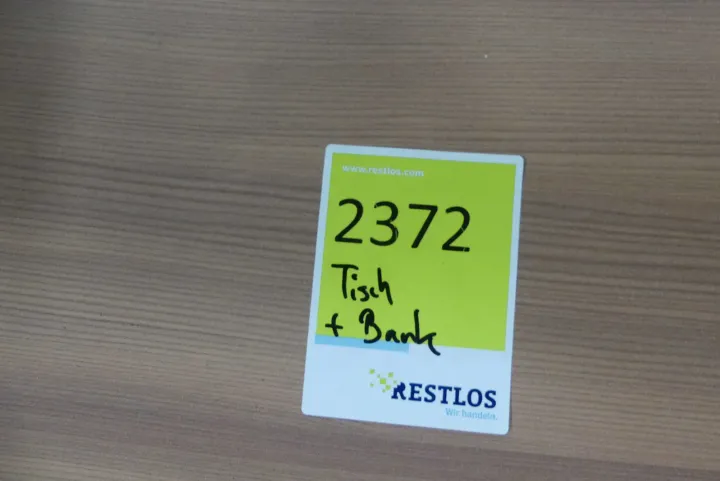 www.restlos.com
2372
Tisch
+ Bank
RESTLOS
Wir handeln.